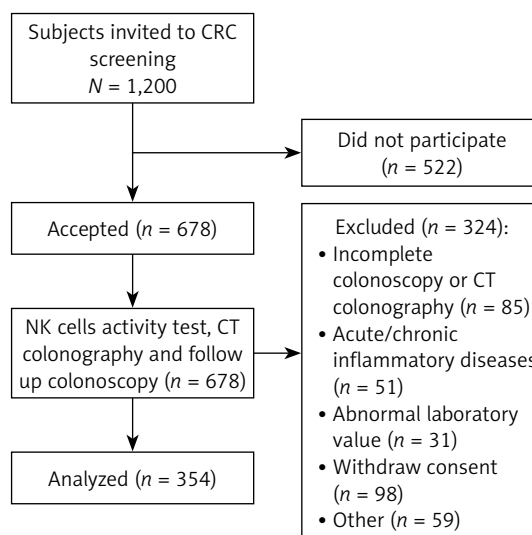 Subjects invited to CRC
screening
N = 1,200
Did not participate
(n = 522)
Accepted (n = 678)
Excluded (n = 324):
• Incomplete
colonoscopy or CT
colonography (n = 85)
• Acute/chronic
inflammatory diseases
(n = 51)
• Abnormal laboratory
value (n = 31)
• Withdraw consent
(n = 98)
• Other (n = 59)
NK cells activity test, CT
colonography and follow
up colonoscopy (n = 678)
Analyzed (n = 354)